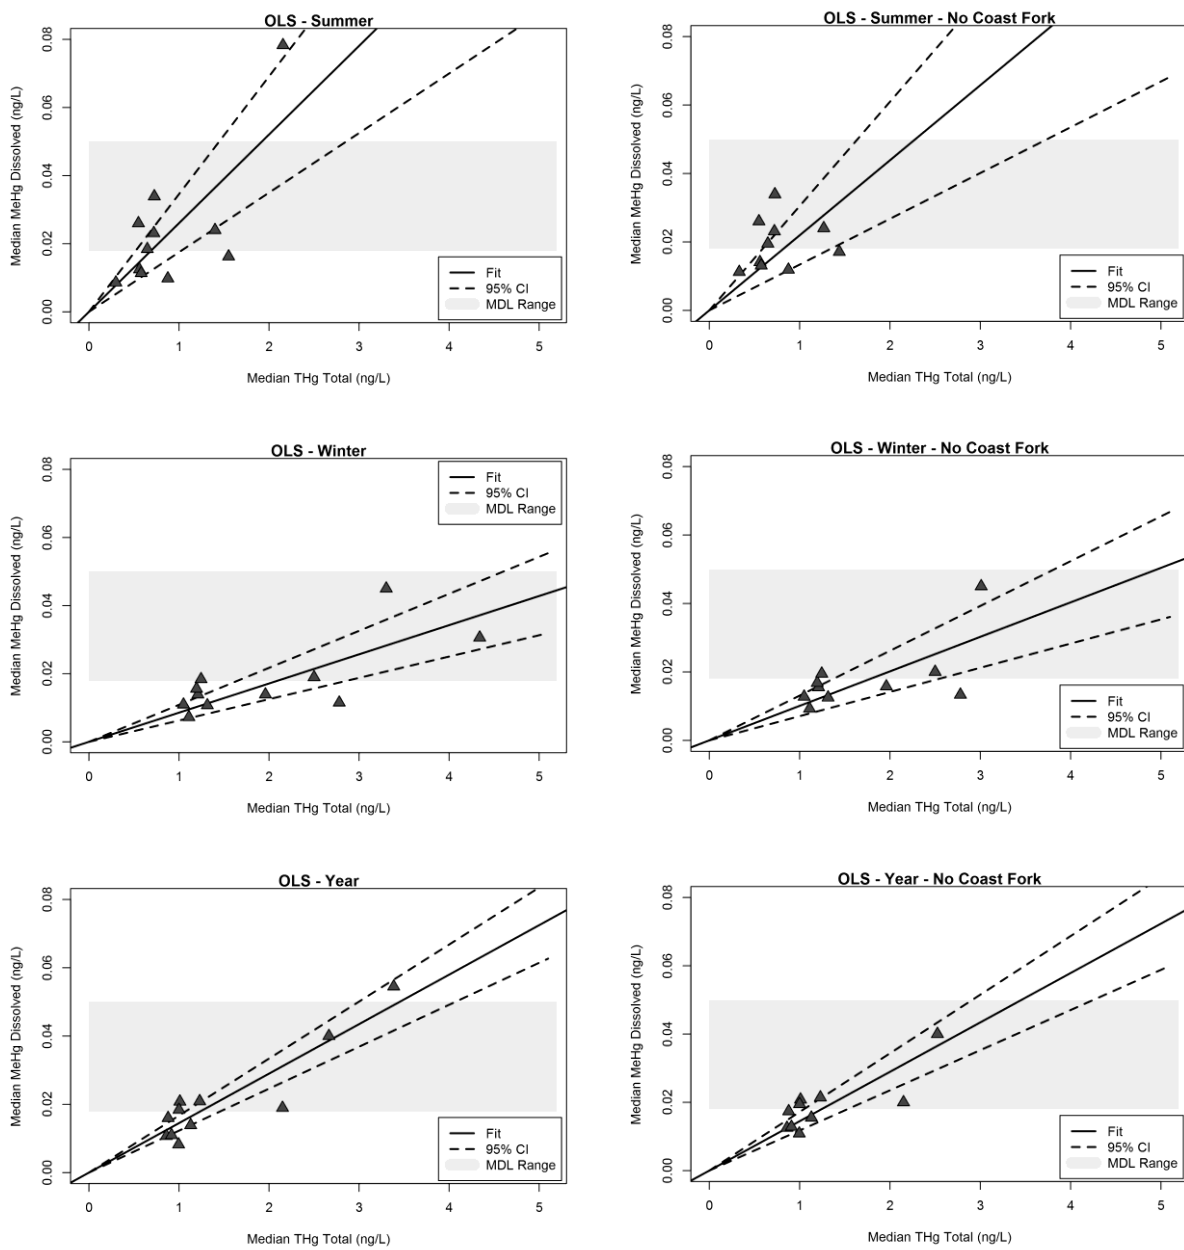 OLS - Summer
Median MeHg Dissolved (ng/L)
0.08
0.06
0.04
0.02
0.00
Fit
95% CI
MDL Range
0 1 2 3 4 5
Median THg Total (ng/L)
OLS - Summer - No Coast Fork
Median MeHg Dissolved (ng/L)
0.08
0.06
0.04
0.02
0.00
Fit
95% CI
MDL Range
0 1 2 3 4 5
Median THg Total (ng/L)
OLS - Winter
Median MeHg Dissolved (ng/L)
0.08
0.06
0.04
0.02
0.00
Fit
95% CI
MDL Range
0 1 2 3 4 5
Median THg Total (ng/L)
OLS - Winter - No Coast Fork
Median MeHg Dissolved (ng/L)
0.08
0.06
0.04
0.02
0.00
Fit
95% CI
MDL Range
0 1 2 3 4 5
Median THg Total (ng/L)
OLS - Year
Median MeHg Dissolved (ng/L)
0.08
0.06
0.04
0.02
0.00
Fit
95% CI
MDL Range
0 1 2 3 4 5
Median THg Total (ng/L)
OLS - Year - No Coast Fork
Median MeHg Dissolved (ng/L)
0.08
0.06
0.04
0.02
0.00
Fit
95% CI
MDL Range
0 1 2 3 4 5
Median THg Total (ng/L)